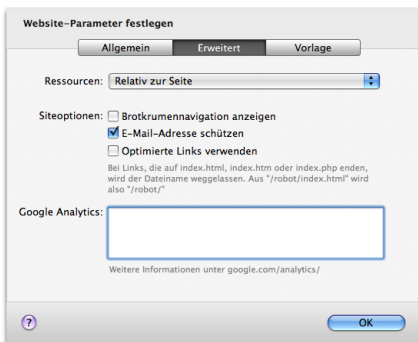 Website-Parameter festlegen
Allgemein Erweitert Vorlage
Ressourcen: Relativ zur Seite
Siteoptionen: Brotkrumennavigation anzeigen
E-Mail-Adresse schützen
Optimierte Links verwenden
Bei Links, die auf index.html, index.htm oder index.php enden,
wird der Dateiname weggelassen. Aus "/robot/index.html" wird
also "/robot/"
Google Analytics:
Weitere Informationen unter google.com/analytics/
? OK